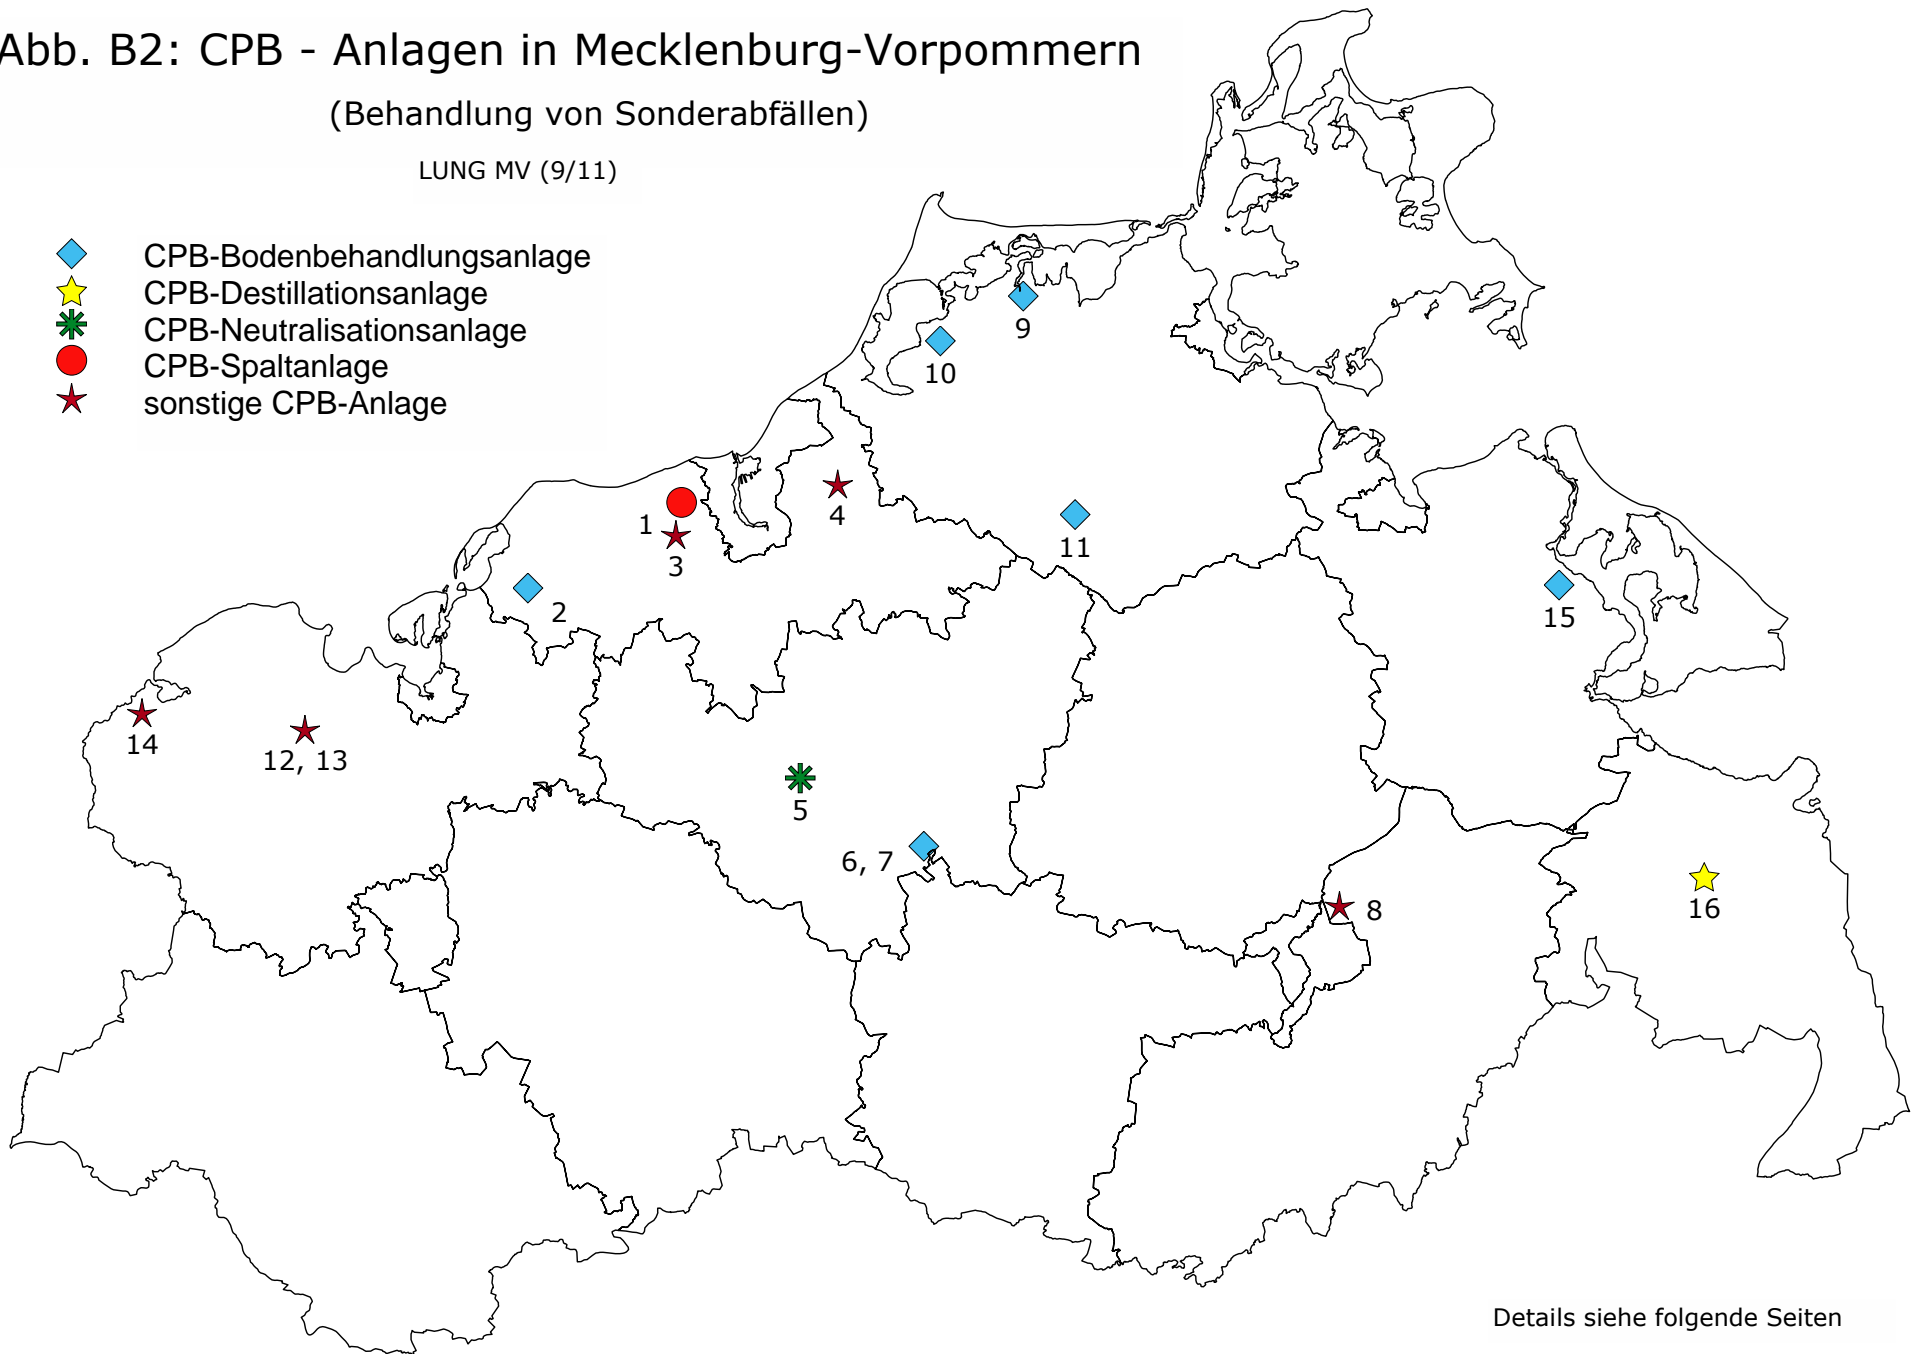 Abb. B2: CPB - Anlagen in Mecklenburg-Vorpommern
(Behandlung von Sonderabfällen)
LUNG MV (9/11)
CPB-Bodenbehandlungsanlage
CPB-Destillationsanlage
CPB-Neutralisationsanlage
CPB-Spaltanlage
sonstige CPB-Anlage
9
10
4
1
3
11
2
15
14
12, 13
5
6, 7
8
16
Details siehe folgende Seiten